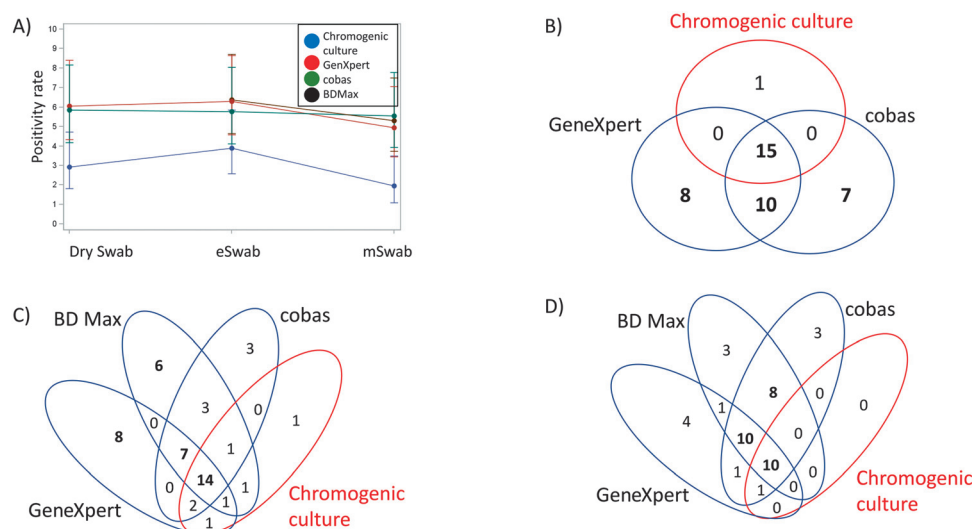 A)
Positivity rate
10
9
8
7
6
5
4
3
2
1
0
Dry Swab
eSwab
mSwab
Chromogenic
culture
GenXpert
cobas
BDMax
B)
Chromogenic culture
GeneXpert
cobas
1
0
0
15
8
10
7
C)
BD Max
cobas
6
3
8
0
3
0
1
7
1
14
0
2
1
1
1
GeneXpert
Chromogenic
culture
D)
BD Max
cobas
3
3
4
1
8
0
0
10
0
10
1
1
0
0
0
GeneXpert
Chromogenic
culture